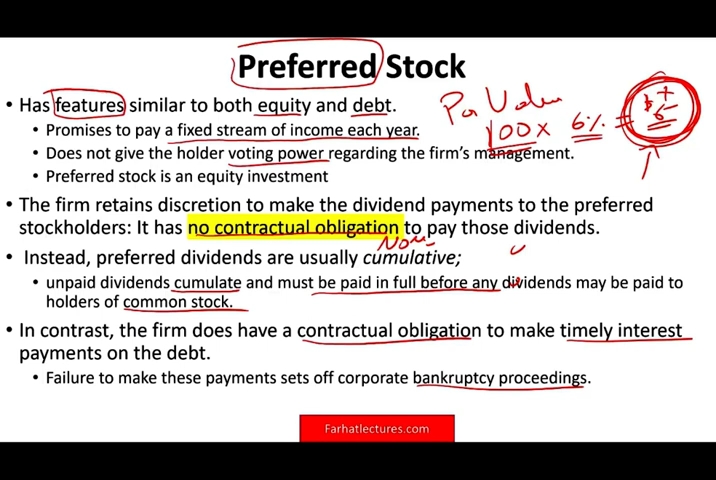 Preferred Stock
• Has features similar to both equity and debt.
Par Value
100 x 6% = $ 6
• Promises to pay a fixed stream of income each year.
• Does not give the holder voting power regarding the firm's management.
• Preferred stock is an equity investment
• The firm retains discretion to make the dividend payments to the preferred
stockholders: It has no contractual obligation to pay those dividends.
Non
• Instead, preferred dividends are usually cumulative;
• unpaid dividends cumulate and must be paid in full before any dividends may be paid to
holders of common stock.
• In contrast, the firm does have a contractual obligation to make timely interest
payments on the debt.
• Failure to make these payments sets off corporate bankruptcy proceedings.
Farhatlectures.com